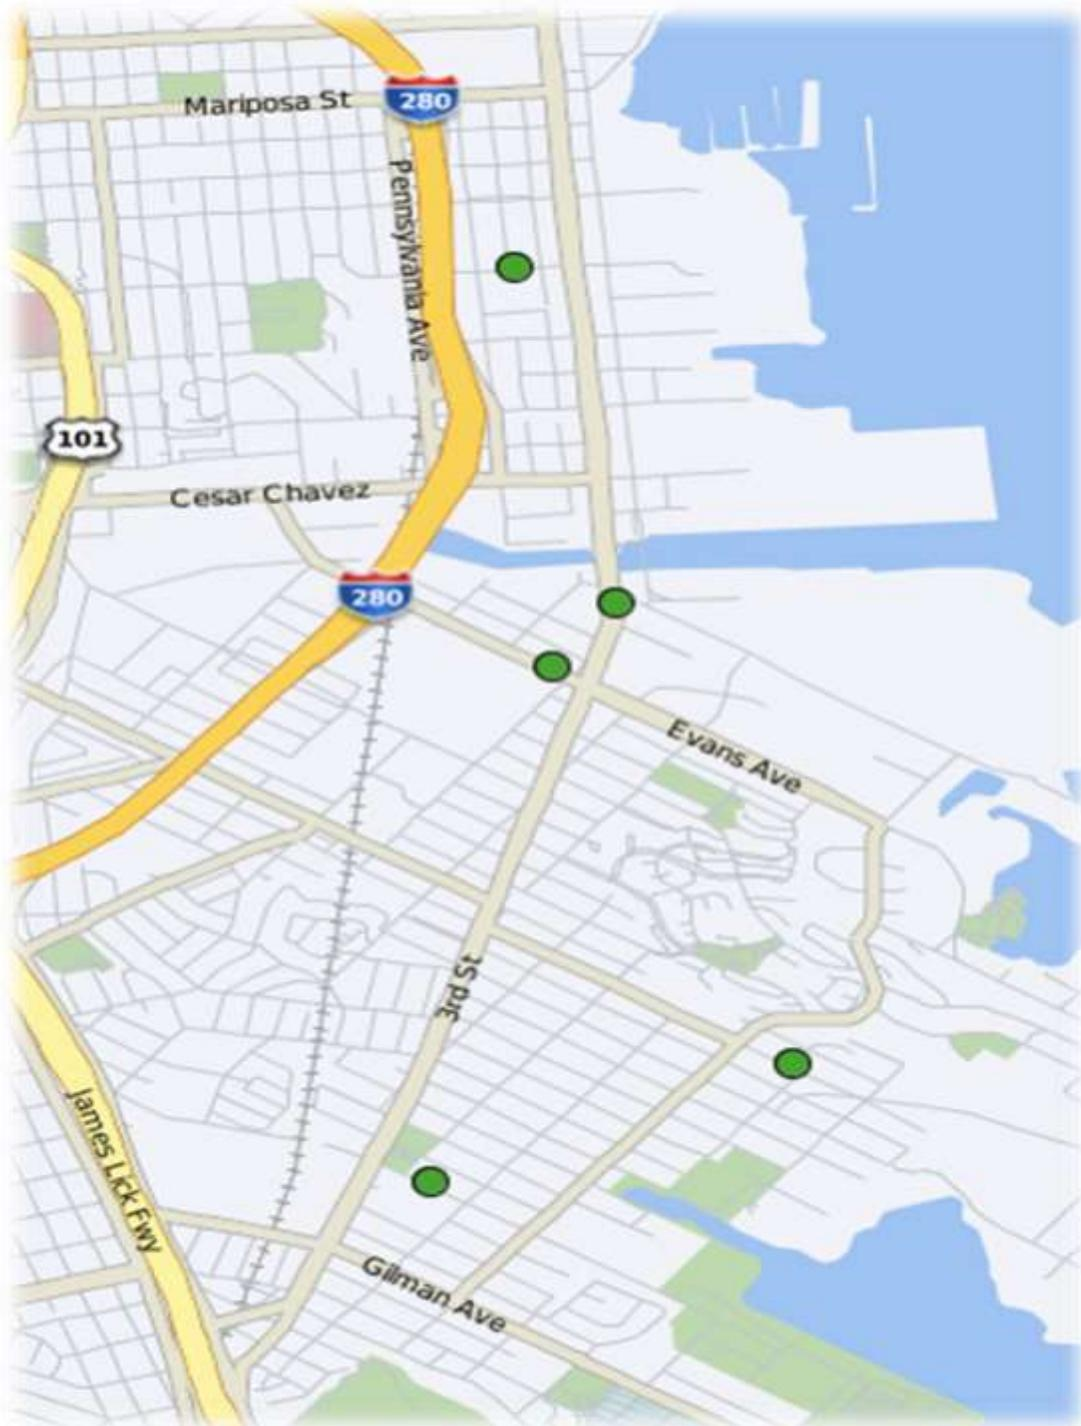 Mariposa St
280
Pennsylvania Ave
101
Cesar Chavez
280
Evans Ave
3rd St
James Lick Fwy
Gilman Ave